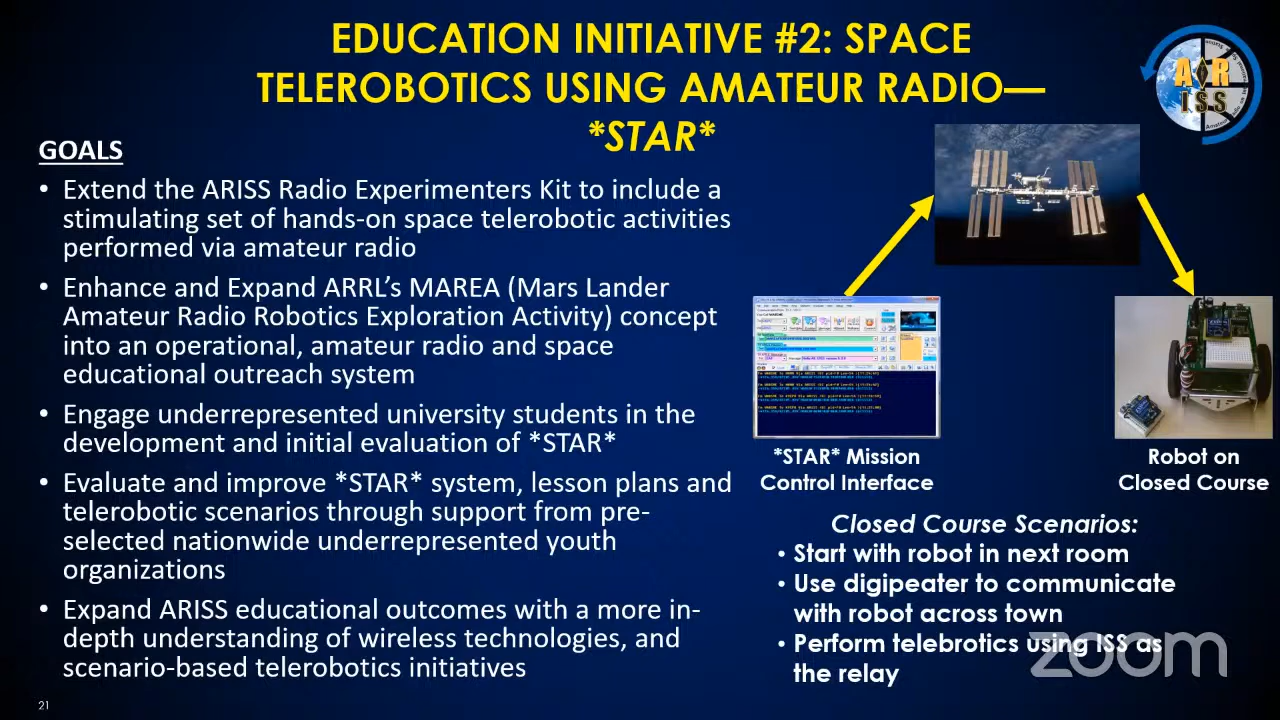 EDUCATION INITIATIVE #2: SPACE
TELEROBOTICS USING AMATEUR RADIO—
*STAR*
AR
ISS
GOALS
• Extend the ARISS Radio Experimenters Kit to include a
stimulating set of hands-on space telerobotic activities
performed via amateur radio
• Enhance and Expand ARRL’s MAREA (Mars Lander
Amateur Radio Robotics Exploration Activity) concept
into an operational, amateur radio and space
educational outreach system
• Engage underrepresented university students in the
development and initial evaluation of *STAR*
• Evaluate and improve *STAR* system, lesson plans and
telerobotic scenarios through support from pre-
selected nationwide underrepresented youth
organizations
• Expand ARISS educational outcomes with a more in-
depth understanding of wireless technologies, and
scenario-based telerobotics initiatives
*STAR* Mission
Control Interface
Robot on
Closed Course
Closed Course Scenarios:
• Start with robot in next room
• Use digipeater to communicate
with robot across town
• Perform telebrotics using ISS as
the relay
zoom
21